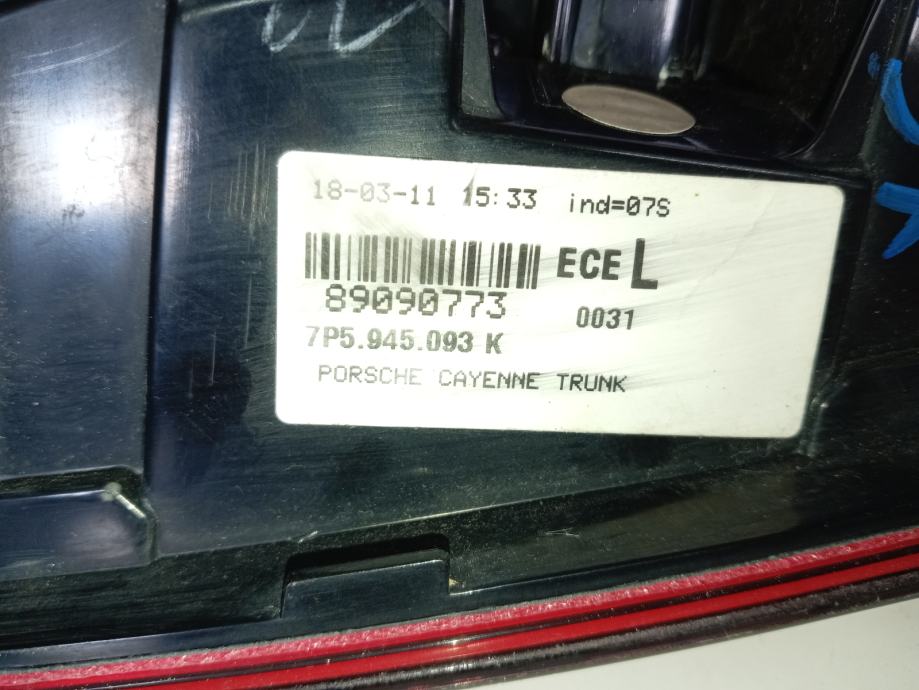 18-03-11 15:33 ind=07S
ECE L
89090773 0031
7P5.945.093 K
PORSCHE CAYENNE TRUNK